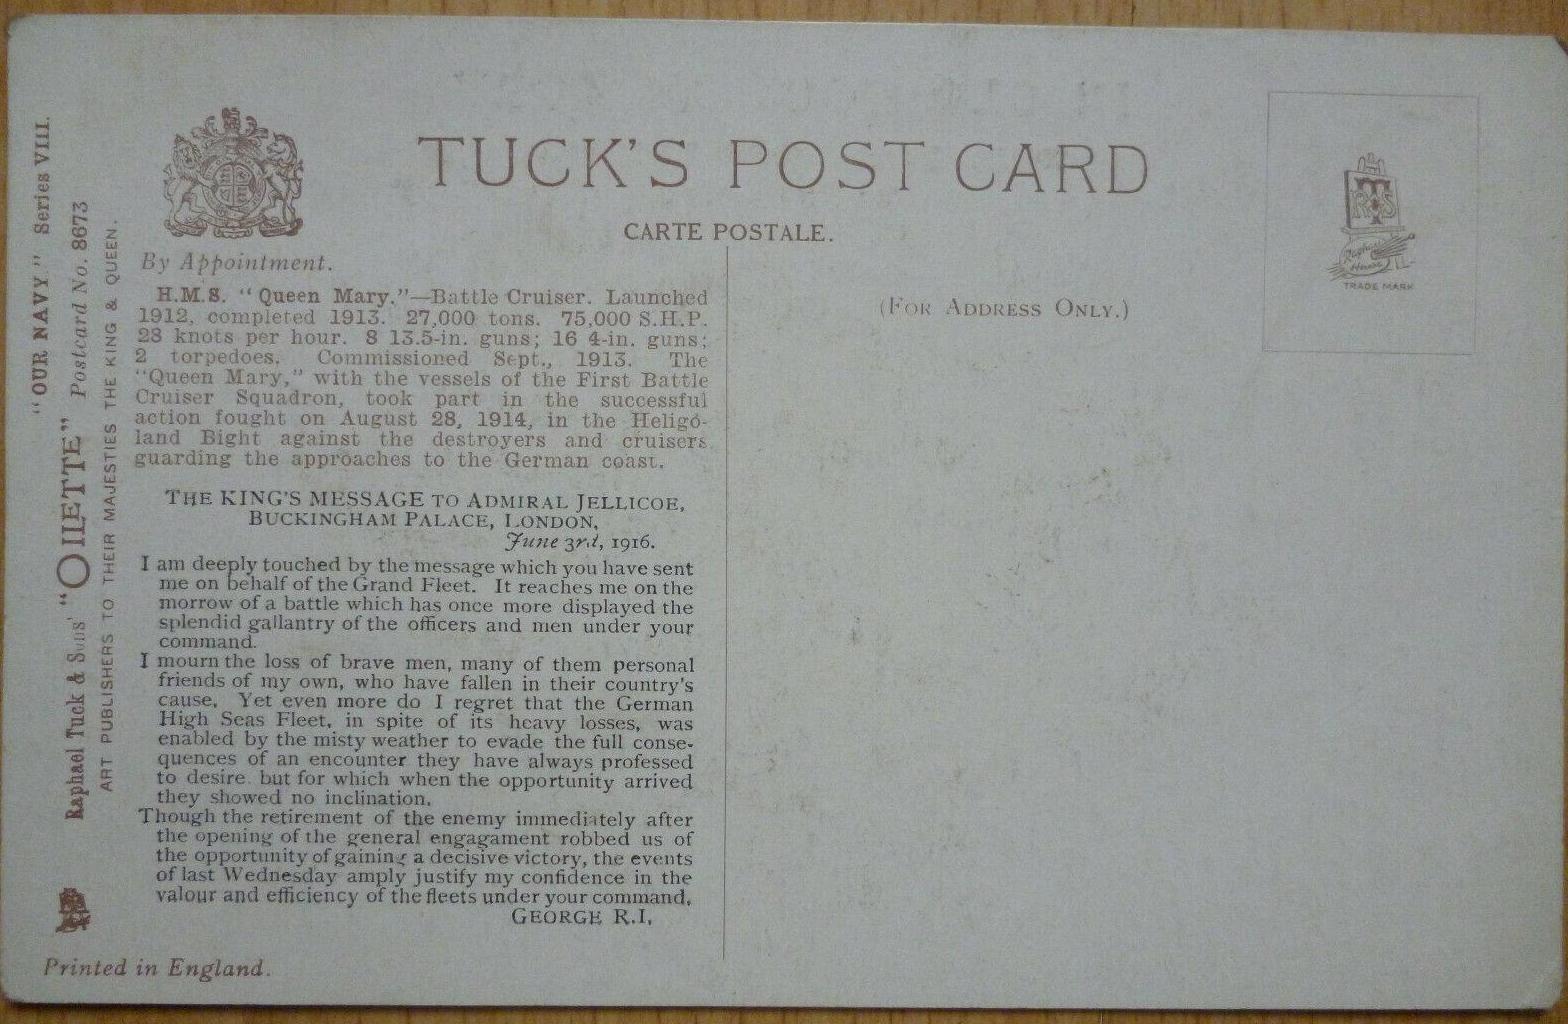 "OUR NAVY" Series VIII.
Raphael Tuck & Sons' "OILETTE" Postcard No. 8673
ART PUBLISHERS TO THEIR MAJESTIES THE KING & QUEEN.
TUCK'S POST CARD
CARTE POSTALE.
By Appointment.
H.M.S. "Queen Mary."—Battle Cruiser. Launched
1912, completed 1913. 27,000 tons. 75,000 S.H.P.
28 knots per hour. 8 13.5-in. guns; 16 4-in. guns;
2 torpedoes. Commissioned Sept., 1913. The
"Queen Mary," with the vessels of the First Battle
Cruiser Squadron, took part in the successful
action fought on August 28, 1914, in the Heligo-
land Bight against the destroyers and cruisers
guarding the approaches to the German coast.
THE KING'S MESSAGE TO ADMIRAL JELLICOE,
BUCKINGHAM PALACE, LONDON,
June 3rd, 1916.
I am deeply touched by the message which you have sent
me on behalf of the Grand Fleet. It reaches me on the
morrow of a battle which has once more displayed the
splendid gallantry of the officers and men under your
command.
I mourn the loss of brave men, many of them personal
friends of my own, who have fallen in their country's
cause. Yet even more do I regret that the German
High Seas Fleet, in spite of its heavy losses, was
enabled by the misty weather to evade the full conse-
quences of an encounter they have always professed
to desire but for which when the opportunity arrived
they showed no inclination.
Though the retirement of the enemy immediately after
the opening of the general engagament robbed us of
the opportunity of gaining a decisive victory, the events
of last Wednesday amply justify my confidence in the
valour and efficiency of the fleets under your command.
GEORGE R.I.
Printed in England.
(FOR ADDRESS ONLY.)
TRADE MARK